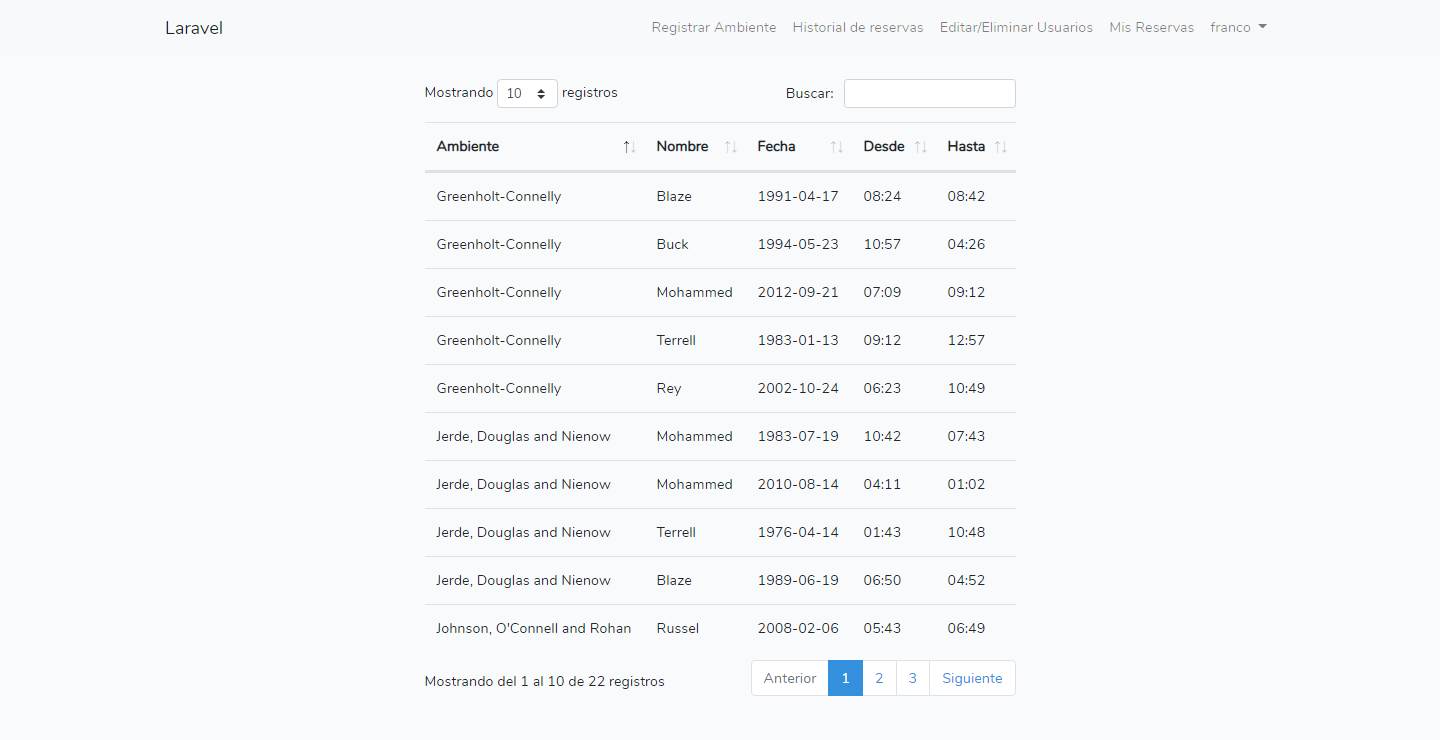 Laravel Registrar Ambiente Historial de reservas Editar/Eliminar Usuarios Mis Reservas franco
Mostrando 10 registros Buscar:
Ambiente Nombre Fecha Desde Hasta
Greenholt-Connelly Blaze 1991-04-17 08:24 08:42
Greenholt-Connelly Buck 1994-05-23 10:57 04:26
Greenholt-Connelly Mohammed 2012-09-21 07:09 09:12
Greenholt-Connelly Terrell 1983-01-13 09:12 12:57
Greenholt-Connelly Rey 2002-10-24 06:23 10:49
Jerde, Douglas and Nienow Mohammed 1983-07-19 10:42 07:43
Jerde, Douglas and Nienow Mohammed 2010-08-14 04:11 01:02
Jerde, Douglas and Nienow Terrell 1976-04-14 01:43 10:48
Jerde, Douglas and Nienow Blaze 1989-06-19 06:50 04:52
Johnson, O'Connell and Rohan Russel 2008-02-06 05:43 06:49
Mostrando del 1 al 10 de 22 registros Anterior 1 2 3 Siguiente